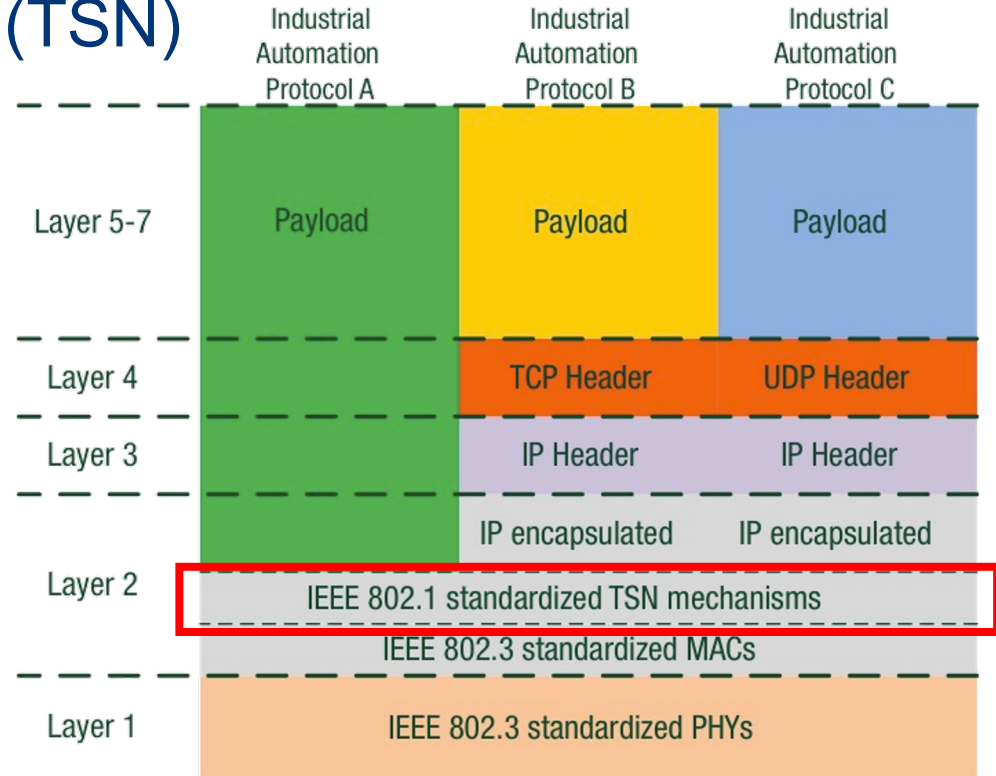 (TSN)
Industrial
Automation
Protocol A
Industrial
Automation
Protocol B
Industrial
Automation
Protocol C
Layer 5-7
Payload
Payload
Payload
Layer 4
TCP Header
UDP Header
Layer 3
IP Header
IP Header
IP encapsulated
IP encapsulated
Layer 2
IEEE 802.1 standardized TSN mechanisms
IEEE 802.3 standardized MACs
Layer 1
IEEE 802.3 standardized PHYs